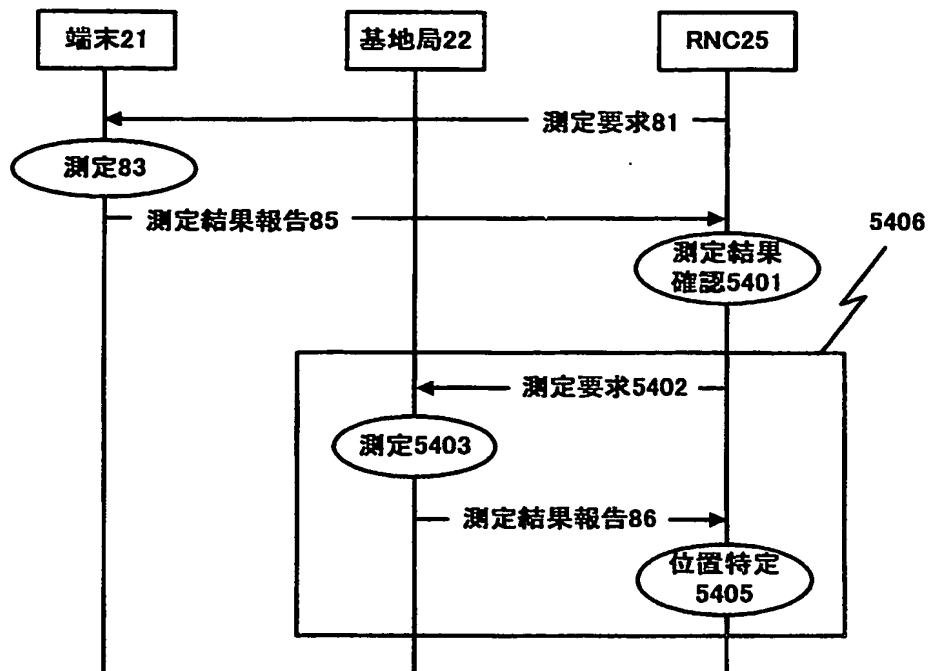 端末21
基地局22
RNC25
測定要求81
測定83
測定結果報告85
5406
測定結果
確認5401
測定要求5402
測定5403
測定結果報告86
位置特定
5405